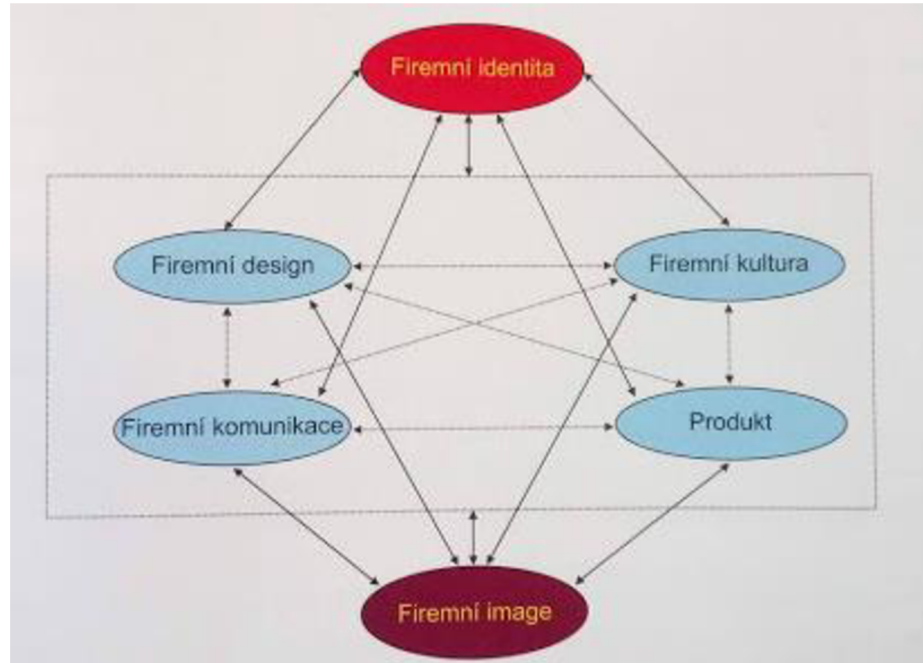 Firemní identita
Firemní design
Firemní kultura
Firemní komunikace
Produkt
Firemní image